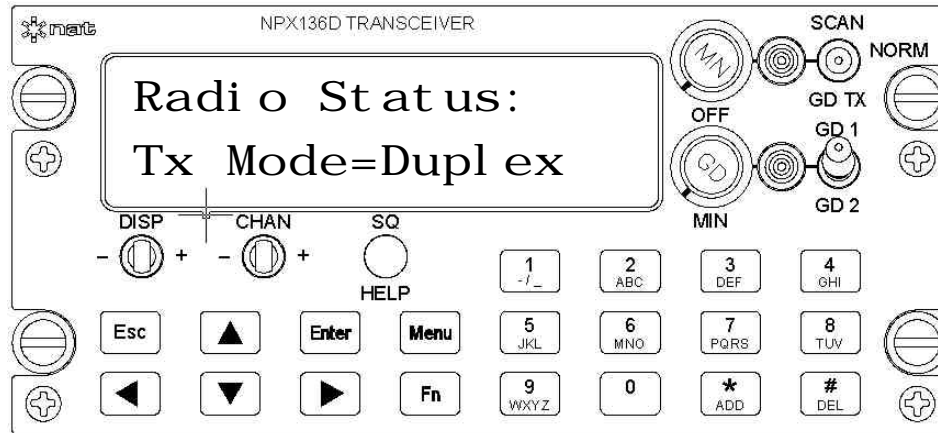 nat
NPX136D TRANSCEIVER
Radio Status:
Tx Mode=Duplex
MN
OFF
SCAN
NORM
GD TX
GD 1
GD
MIN
GD 2
DISP
- +
CHAN
- +
SQ
HELP
1
-/_
2
ABC
3
DEF
4
GHI
Esc
▲
Enter
Menu
5
JKL
6
MNO
7
PQRS
8
TUV
◀
▼
▶
Fn
9
WXYZ
0
*
ADD
#
DEL